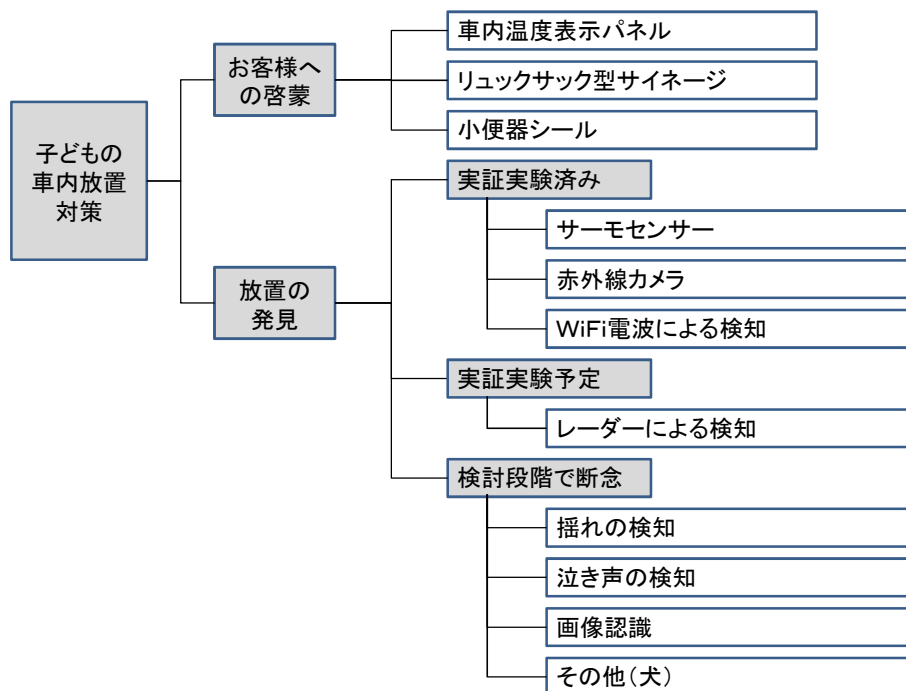 子どもの
車内放置
対策
お客様へ
の啓蒙
車内温度表示パネル
リュックサック型サイネージ
小便器シール
放置の
発見
実証実験済み
サーモセンサー
赤外線カメラ
WiFi電波による検知
実証実験予定
レーダーによる検知
検討段階で断念
揺れの検知
泣き声の検知
画像認識
その他(犬)